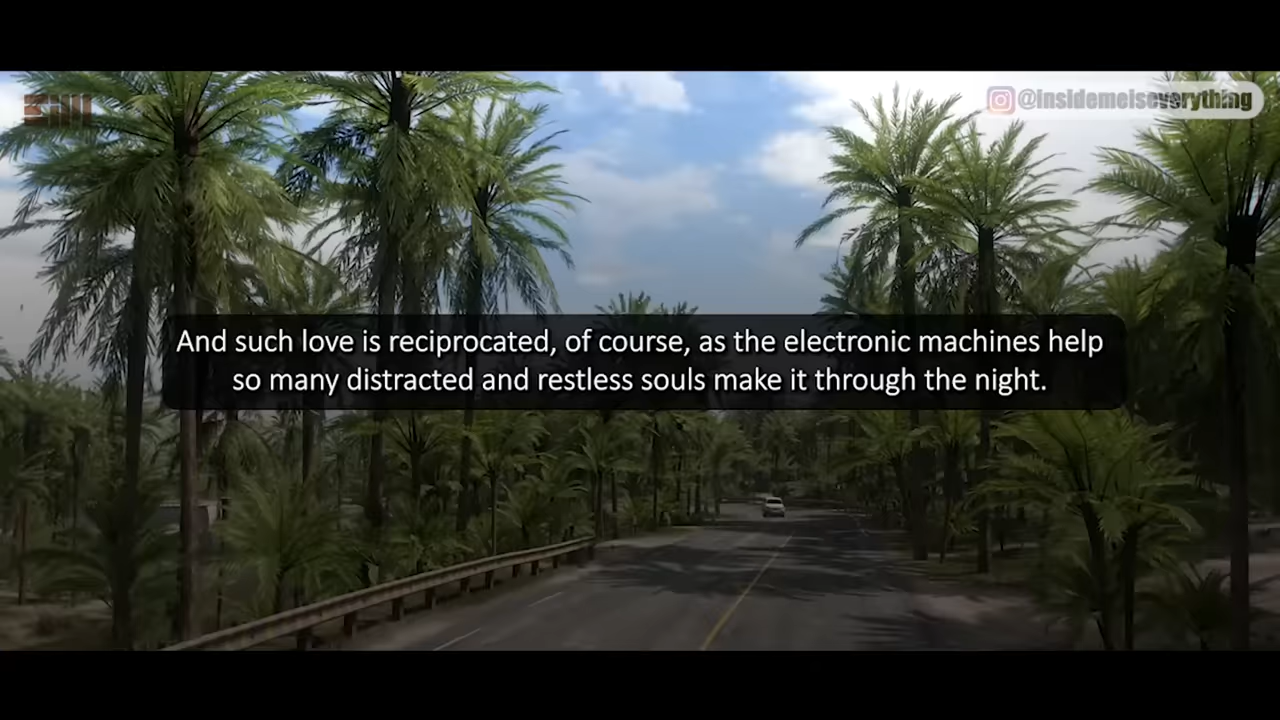 @insidemeiseverything
And such love is reciprocated, of course, as the electronic machines help
so many distracted and restless souls make it through the night.